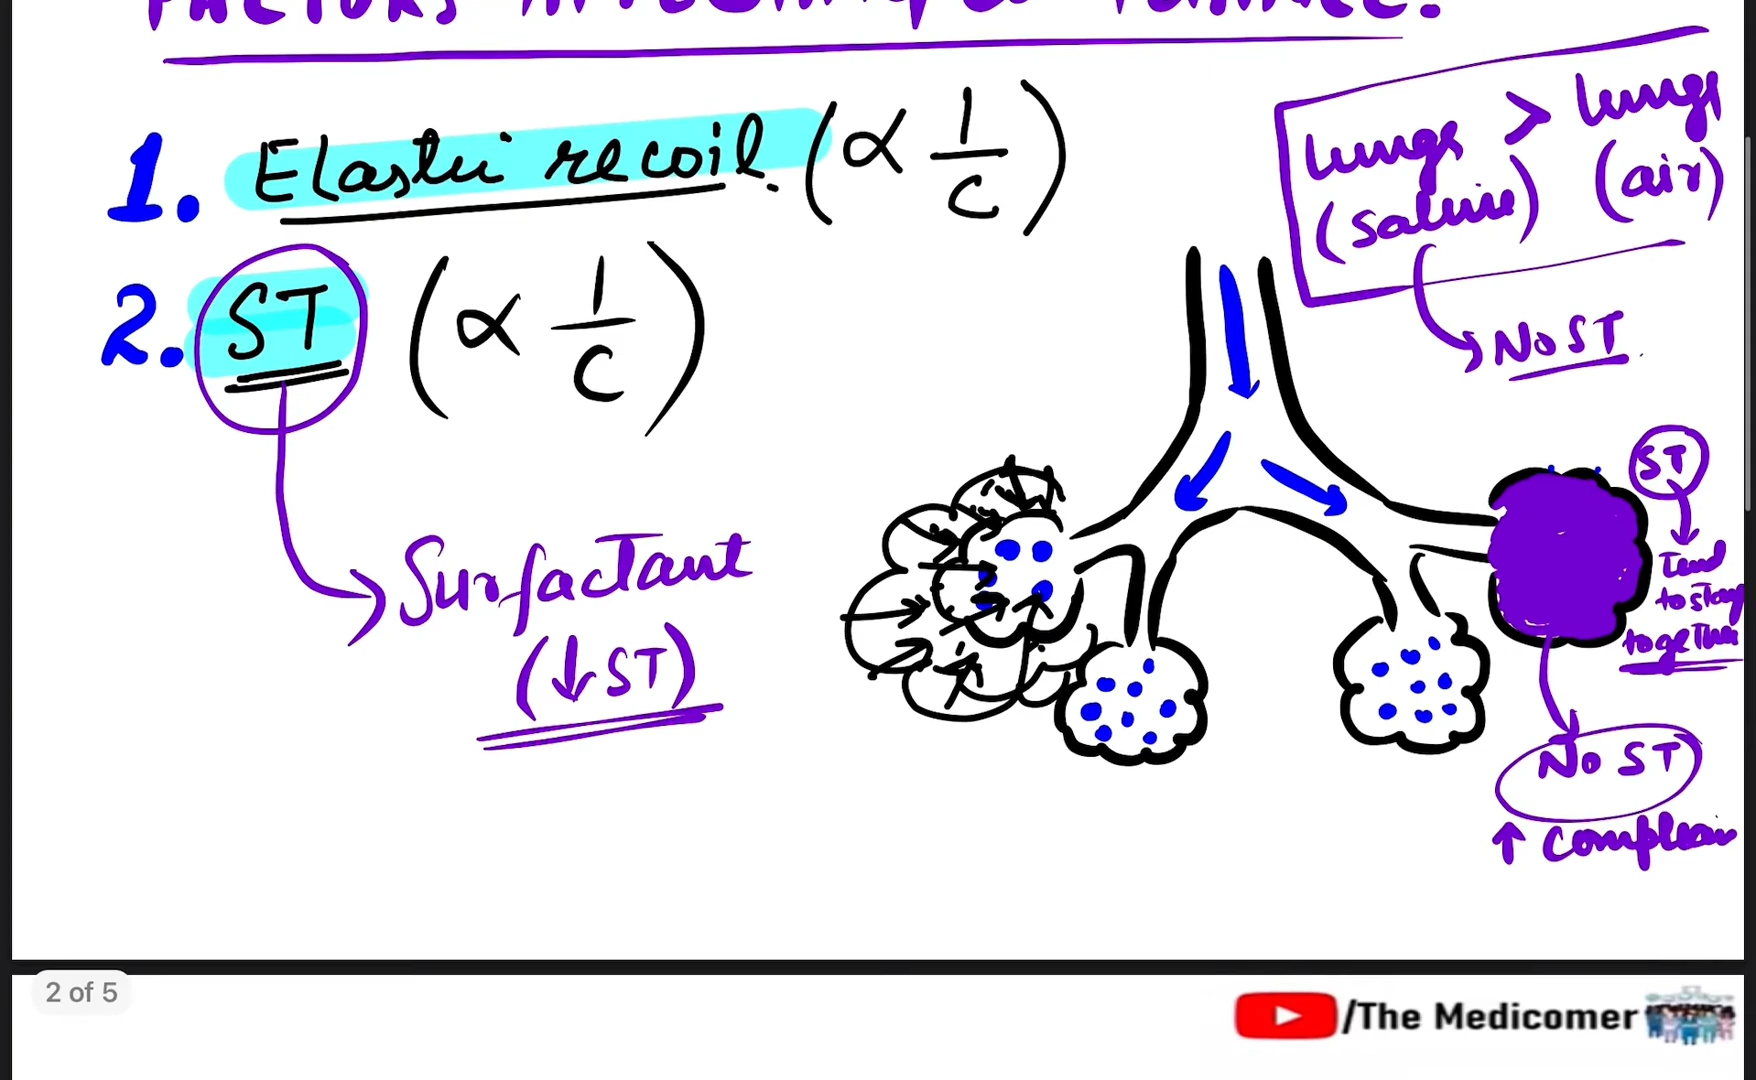 1. Elastic recoil. (∝ 1/C)
2. ST (∝ 1/C)
Surfactant
(↓ST)
lungs > lungs
(saline) (air)
No ST.
ST
Tend
to stay
together
No ST
↑
2 of 5
/The Medicomer